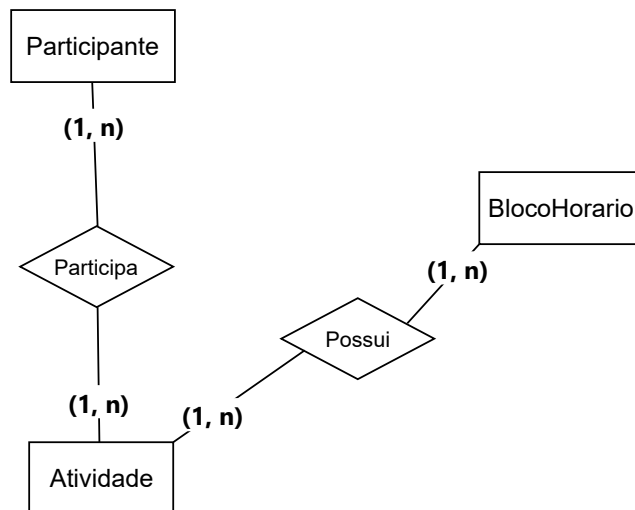 Participante
(1, n)
BlocoHorario
Participa
(1, n)
Possui
(1, n)
(1, n)
Atividade